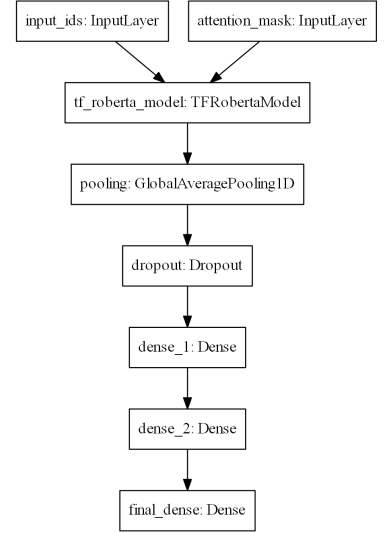 input_ids: InputLayer
attention_mask: InputLayer
tf_roberta_model: TFRobertaModel
pooling: GlobalAveragePooling1D
dropout: Dropout
dense_1: Dense
dense_2: Dense
final_dense: Dense